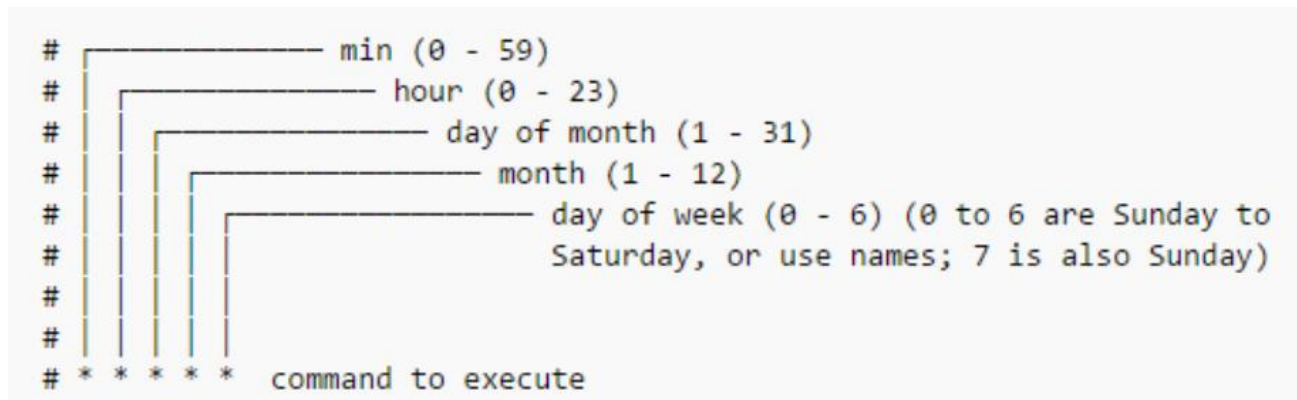 # ┌───────────── min (0 - 59)
# │ ┌────────────── hour (0 - 23)
# │ │ ┌─────────────── day of month (1 - 31)
# │ │ │ ┌──────────────── month (1 - 12)
# │ │ │ │ ┌───────────────── day of week (0 - 6) (0 to 6 are Sunday to
# │ │ │ │ │                  Saturday, or use names; 7 is also Sunday)
# │ │ │ │ │
# │ │ │ │ │
# * * * * *  command to execute